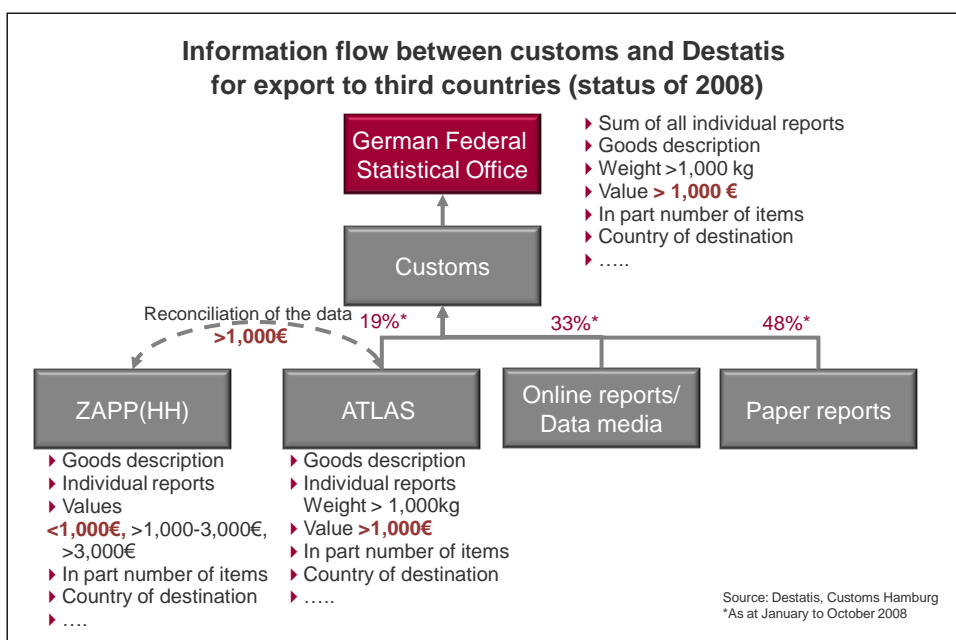 Information flow between customs and Destatis
for export to third countries (status of 2008)
German Federal
Statistical Office
Sum of all individual reports
Goods description
Weight >1,000 kg
Value > 1,000 €
In part number of items
Country of destination
…..
Customs
Reconciliation of the data
>1,000€
19%*
33%*
48%*
ZAPP(HH)
ATLAS
Online reports/
Data media
Paper reports
Goods description
Individual reports
Values
<1,000€, >1,000-3,000€,
>3,000€
In part number of items
Country of destination
….
Goods description
Individual reports
Weight > 1,000kg
Value >1,000€
In part number of items
Country of destination
…..
Source: Destatis, Customs Hamburg
*As at January to October 2008